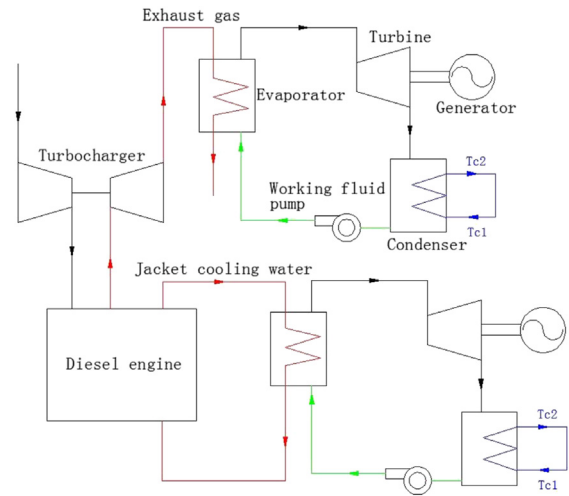 Exhaust gas
Turbine
Evaporator
Generator
Turbocharger
Tc2
Working fluid
pump
Tc1
Condenser
Jacket cooling water
Diesel engine
Tc2
Tc1